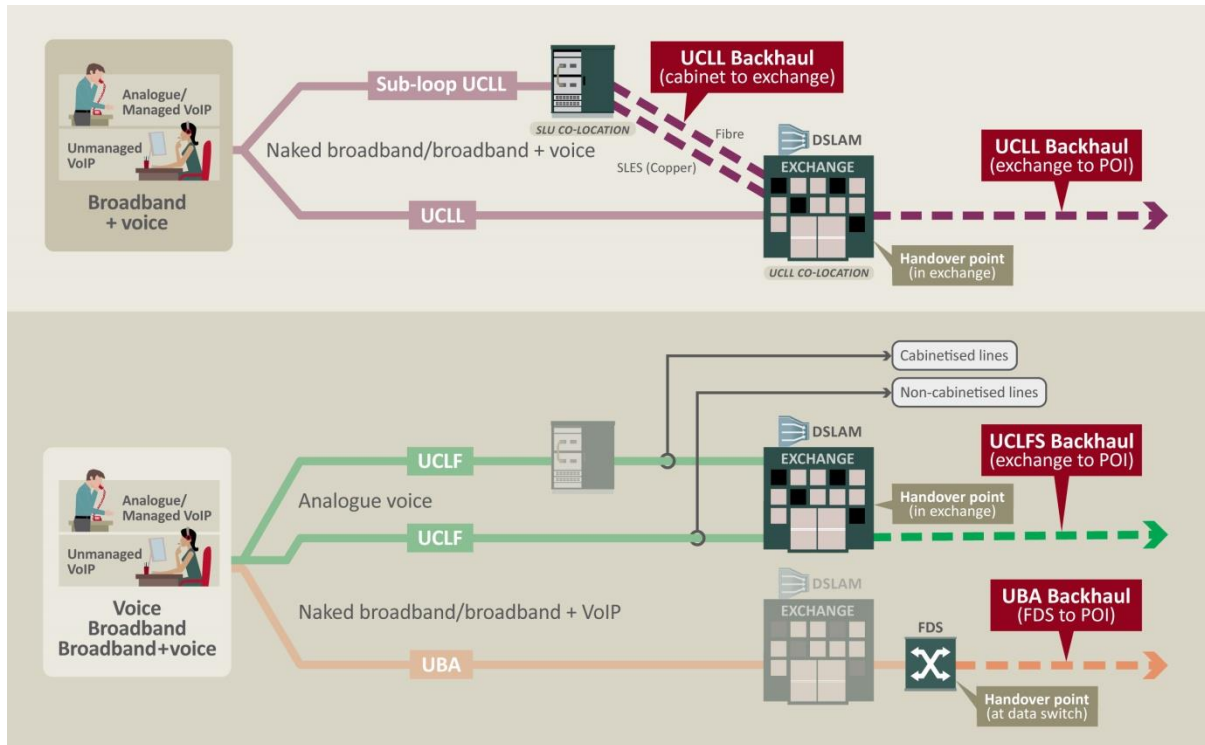 Analogue/
Managed VoIP
Unmanaged
VoIP
Broadband
+ voice
Sub-loop UCLL
SLU CO-LOCATION
UCLL Backhaul
(cabinet to exchange)
Naked broadband/broadband + voice
Fibre
SLES (Copper)
DSLAM
EXCHANGE
UCLL
UCLL CO-LOCATION
UCLL Backhaul
(exchange to POI)
Handover point
(in exchange)
Cabinetised lines
Non-cabinetised lines
Analogue/
Managed VoIP
Unmanaged
VoIP
Voice
Broadband
Broadband+voice
UCLF
Analogue voice
UCLF
DSLAM
EXCHANGE
Handover point
(in exchange)
UCLFS Backhaul
(exchange to POI)
Naked broadband/broadband + VoIP
UBA
DSLAM
EXCHANGE
FDS
UBA Backhaul
(FDS to POI)
Handover point
(at data switch)